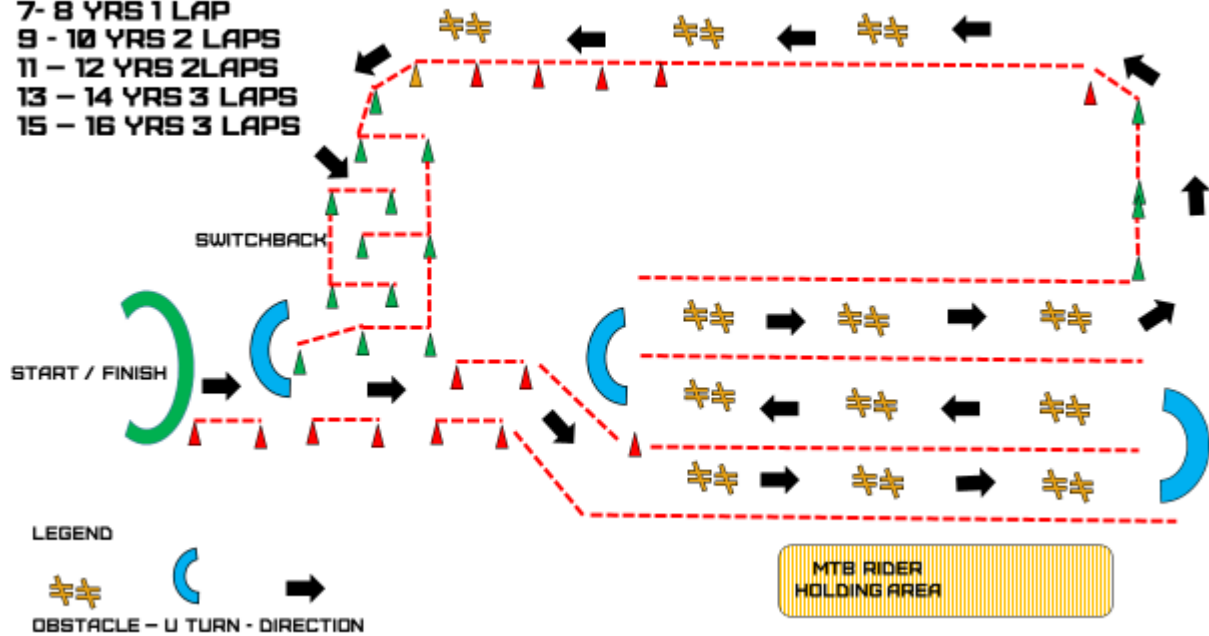 7- 8 YRS 1 LAP
9 - 10 YRS 2 LAPS
11 – 12 YRS 2LAPS
13 – 14 YRS 3 LAPS
15 – 16 YRS 3 LAPS
SWITCHBACK
START / FINISH
LEGEND
OBSTACLE – U TURN - DIRECTION
MTB RIDER
HOLDING AREA